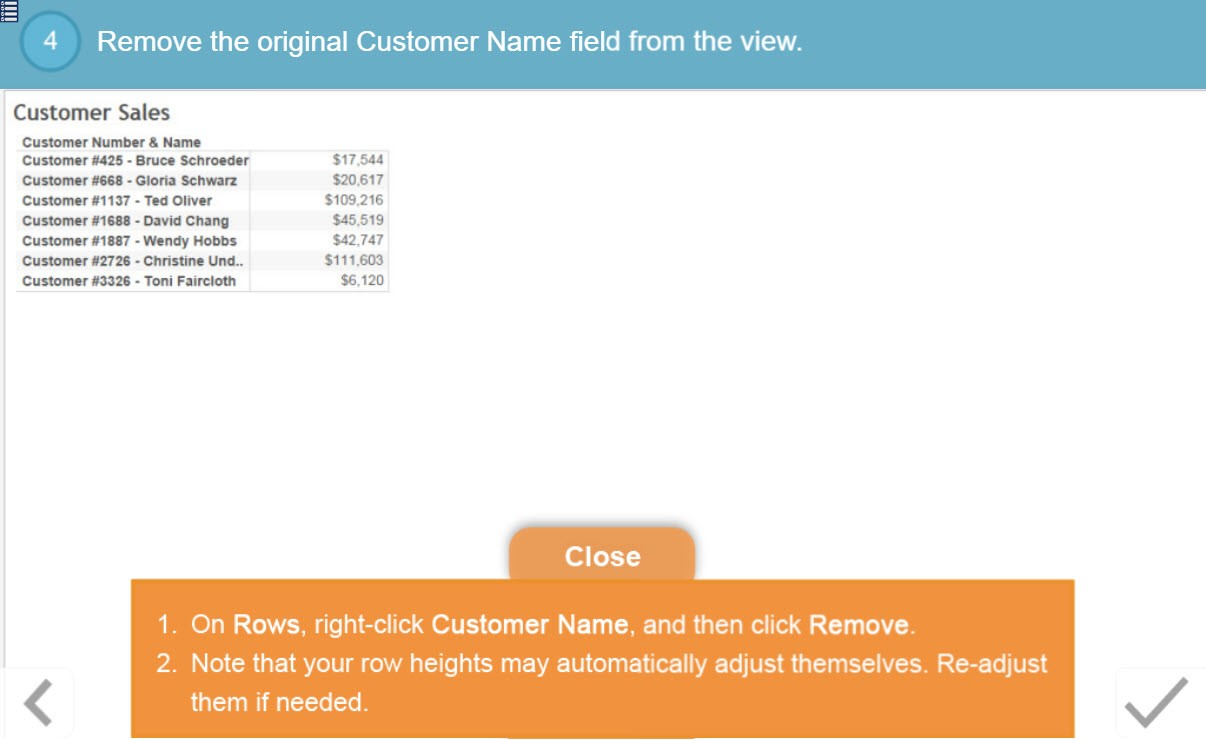 4 Remove the original Customer Name field from the view.
Customer Sales
Customer Number & Name
Customer #425 - Bruce Schroeder $17,544
Customer #668 - Gloria Schwarz $20,617
Customer #1137 - Ted Oliver $109,216
Customer #1688 - David Chang $45,519
Customer #1887 - Wendy Hobbs $42,747
Customer #2726 - Christine Und.. $111,603
Customer #3326 - Toni Faircloth $6,120
Close
1. On Rows, right-click Customer Name, and then click Remove.
2. Note that your row heights may automatically adjust themselves. Re-adjust
them if needed.